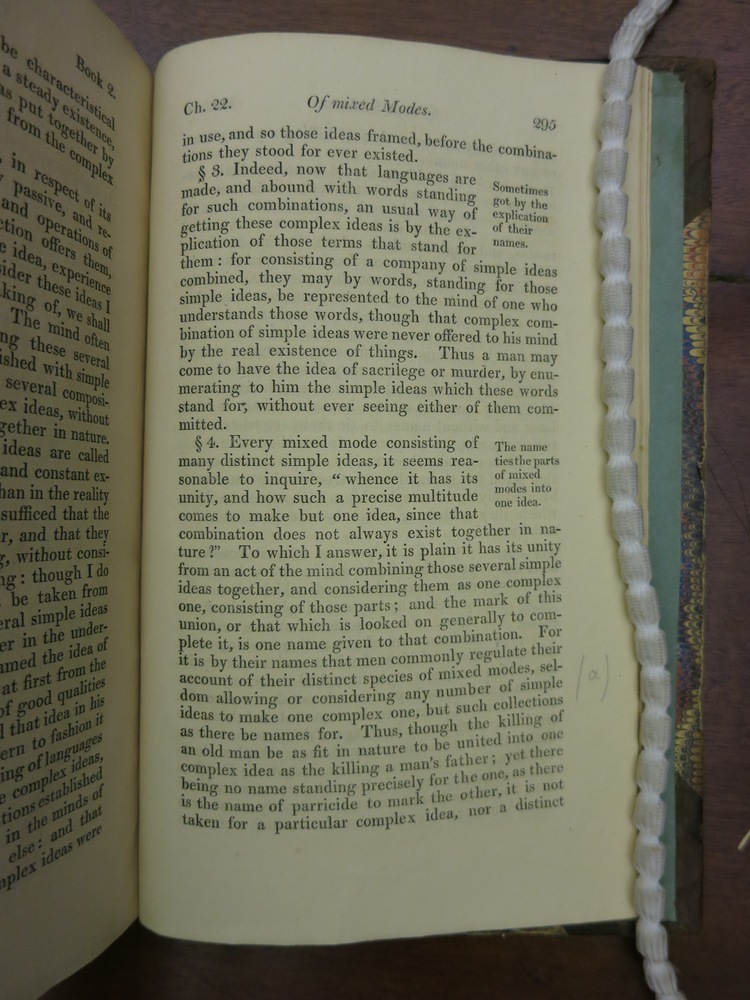 Book 2.
be characteristical
a steady existence,
as put together by
from the complex
in respect of its
passive, and re-
and operations of
ction offers them,
e idea, experience
sider these ideas I
king of, we shall
The mind often
ng these several
ished with simple
several composi-
ex ideas, without
gether in nature.
ideas are called
and constant ex-
han in the reality
sufficed that the
r, and that they
g, without consi-
ng: though I do
be taken from
eral simple ideas
er in the under-
amed the idea of
at first from the
of good qualities
d that idea in his
ern to fashion it
ing of languages
e complex ideas,
tions established
in the minds of
else: and that
mplex ideas were
Ch. 22.
Of mixed Modes.
295
in use, and so those ideas framed, before the combina-
tions they stood for ever existed.
§ 3. Indeed, now that languages are
made, and abound with words standing
for such combinations, an usual way of
getting these complex ideas is by the ex-
plication of those terms that stand for
them: for consisting of a company of simple ideas
combined, they may by words, standing for those
simple ideas, be represented to the mind of one who
understands those words, though that complex com-
bination of simple ideas were never offered to his mind
by the real existence of things. Thus a man may
come to have the idea of sacrilege or murder, by enu-
merating to him the simple ideas which these words
stand for, without ever seeing either of them com-
mitted.
Sometimes
got by the
explication
of their
names.
§ 4. Every mixed mode consisting of
many distinct simple ideas, it seems rea-
sonable to inquire, “ whence it has its
unity, and how such a precise multitude
comes to make but one idea, since that
combination does not always exist together in na-
ture?” To which I answer, it is plain it has its unity
from an act of the mind combining those several simple
ideas together, and considering them as one complex
one, consisting of those parts; and the mark of this
union, or that which is looked on generally to com-
plete it, is one name given to that combination. For
it is by their names that men commonly regulate their
account of their distinct species of mixed modes, sel-
dom allowing or considering any number of simple
ideas to make one complex one, but such collections
as there be names for. Thus, though the killing of
an old man be as fit in nature to be united into one
complex idea as the killing a man's father; yet there
being no name standing precisely for the one, as there
is the name of parricide to mark the other, it is not
taken for a particular complex idea, nor a distinct
The name
ties the parts
of mixed
modes into
one idea.
(a)